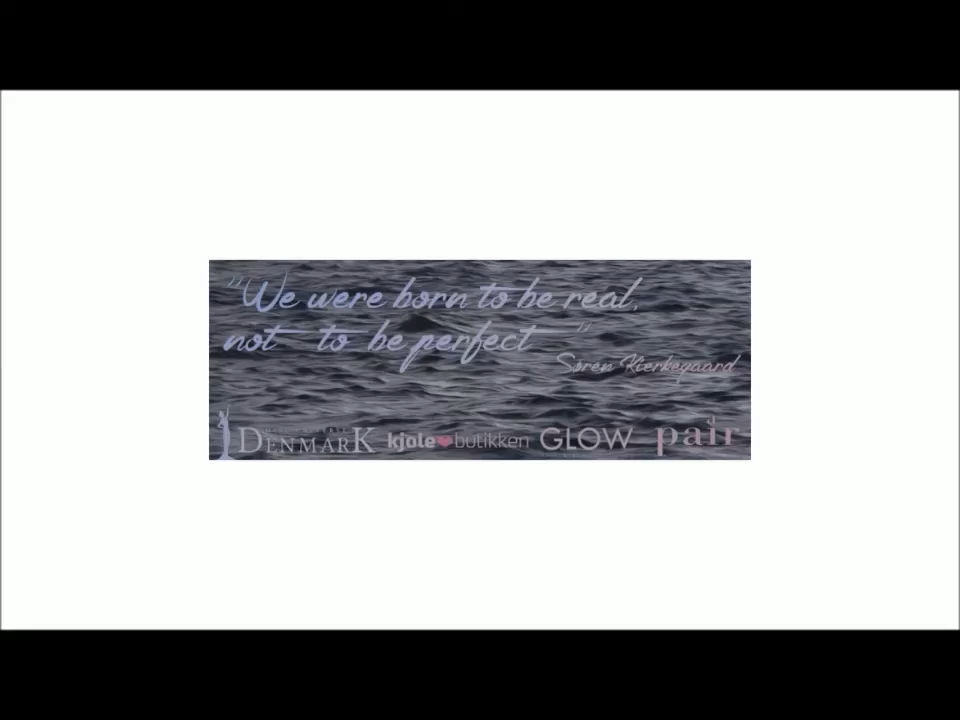 "We were born to be real,
not to be perfect "
Søren Kierkegaard
DENMARK
kjole butikken
GLOW
pair